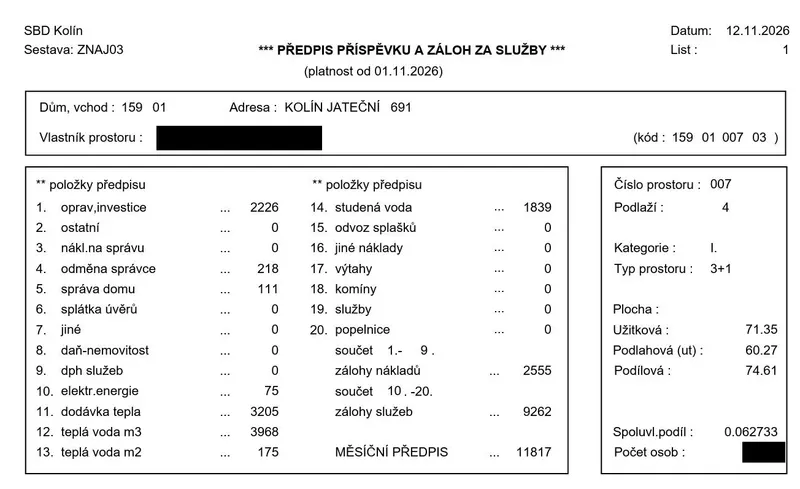 SBD Kolín
Datum: 12.11.2026
Sestava: ZNAJ03
*** PŘEDPIS PŘÍSPĚVKU A ZÁLOH ZA SLUŽBY ***
List : 1
(platnost od 01.11.2026)
Dům, vchod : 159 01 Adresa : KOLÍN JATEČNÍ 691
Vlastník prostoru : (kód : 159 01 007 03 )
** položky předpisu
1. oprav,investice ... 2226
2. ostatní ... 0
3. nákl.na správu ... 0
4. odměna správce ... 218
5. správa domu ... 111
6. splátka úvěrů ... 0
7. jiné ... 0
8. daň-nemovitost ... 0
9. dph služeb ... 0
10. elektr.energie ... 75
11. dodávka tepla ... 3205
12. teplá voda m3 ... 3968
13. teplá voda m2 ... 175
** položky předpisu
14. studená voda ... 1839
15. odvoz splašků ... 0
16. jiné náklady ... 0
17. výtahy ... 0
18. komíny ... 0
19. služby ... 0
20. popelnice ... 0
součet 1.- 9 .
zálohy nákladů ... 2555
součet 10 . -20.
zálohy služeb ... 9262
MĚSÍČNÍ PŘEDPIS ... 11817
Číslo prostoru : 007
Podlaží : 4
Kategorie : I.
Typ prostoru : 3+1
Plocha :
Užitková : 71.35
Podlahová (ut) : 60.27
Podílová : 74.61
Spoluvl.podíl : 0.062733
Počet osob :